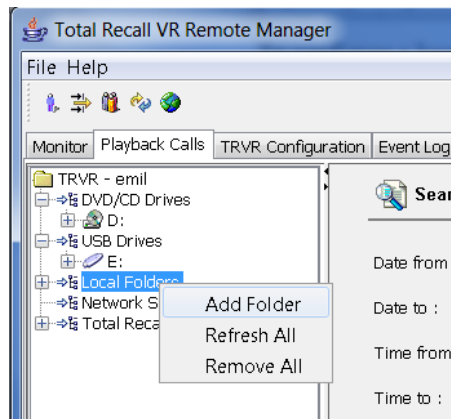 Total Recall VR Remote Manager
File Help
Monitor Playback Calls TRVR Configuration Event Log
TRVR - emil
DVD/CD Drives
D:
USB Drives
E:
Local Folders
Network S
Total Reca
Add Folder
Refresh All
Remove All
Sear
Date from
Date to :
Time from
Time to :